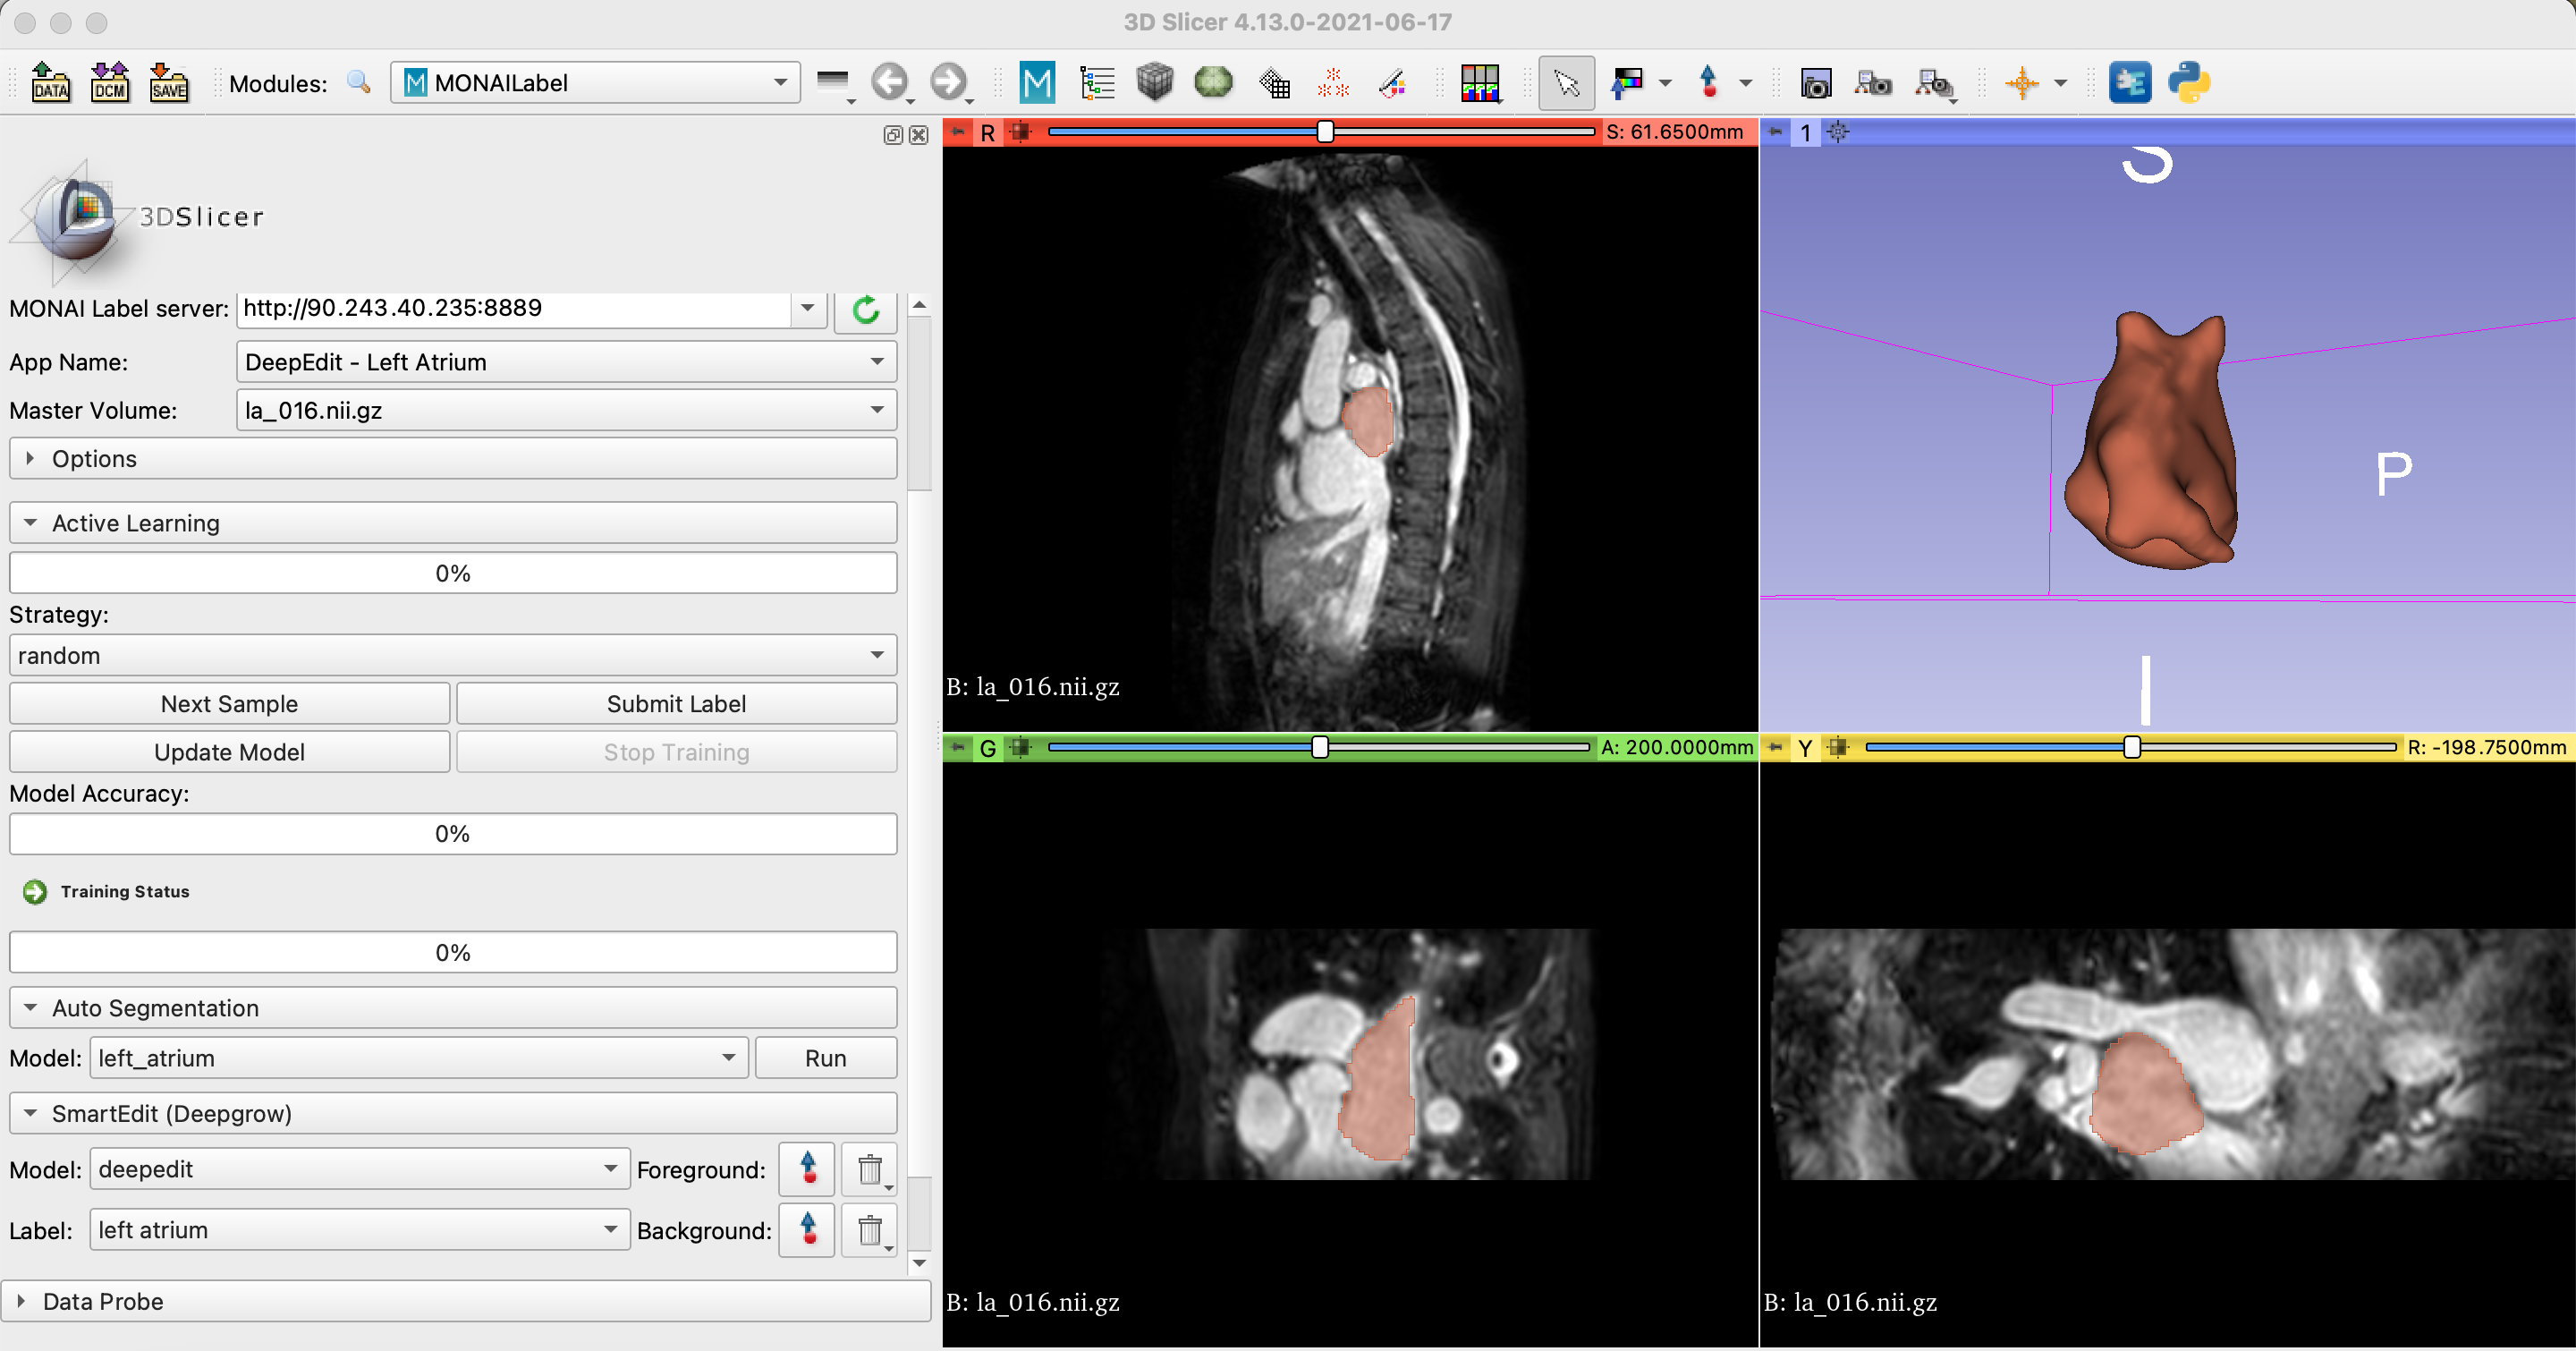 3D Slicer 4.13.0-2021-06-17
DATA
DCM
SAVE
Modules:
M MONAILabel
M
3DSlicer
MONAI Label server: http://90.243.40.235:8889
App Name: DeepEdit - Left Atrium
Master Volume: la_016.nii.gz
Options
Active Learning
0%
Strategy:
random
Next Sample Submit Label
Update Model Stop Training
Model Accuracy:
0%
Training Status
0%
Auto Segmentation
Model: left_atrium Run
SmartEdit (Deepgrow)
Model: deepedit Foreground:
Label: left atrium Background:
Data Probe
R S: 61.6500mm
B: la_016.nii.gz
1
S
P
I
G A: 200.0000mm
B: la_016.nii.gz
Y R: -198.7500mm
B: la_016.nii.gz